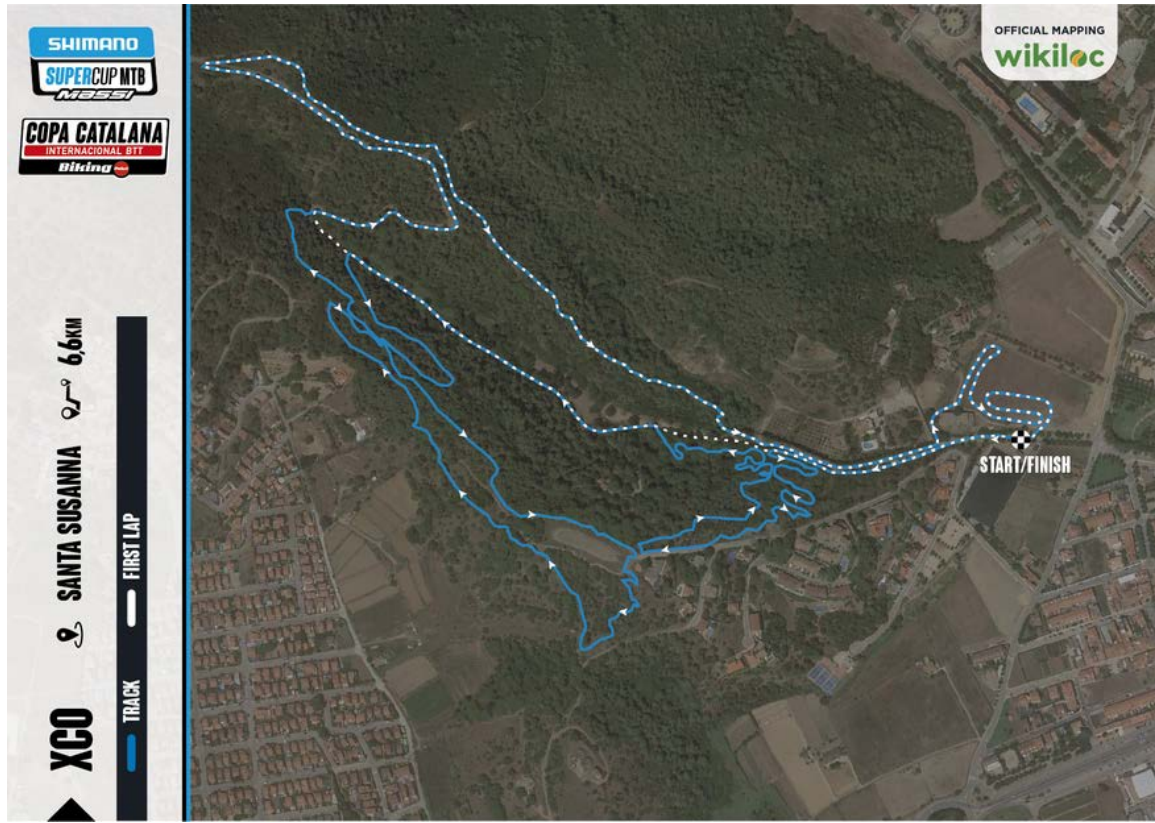 SHIMANO
SUPERCUP MTB
MASSI
COPA CATALANA
INTERNACIONAL BTT
Biking Point
OFFICIAL MAPPING
wikiloc
START/FINISH
XCO
SANTA SUSANNA
6,6KM
TRACK
FIRST LAP